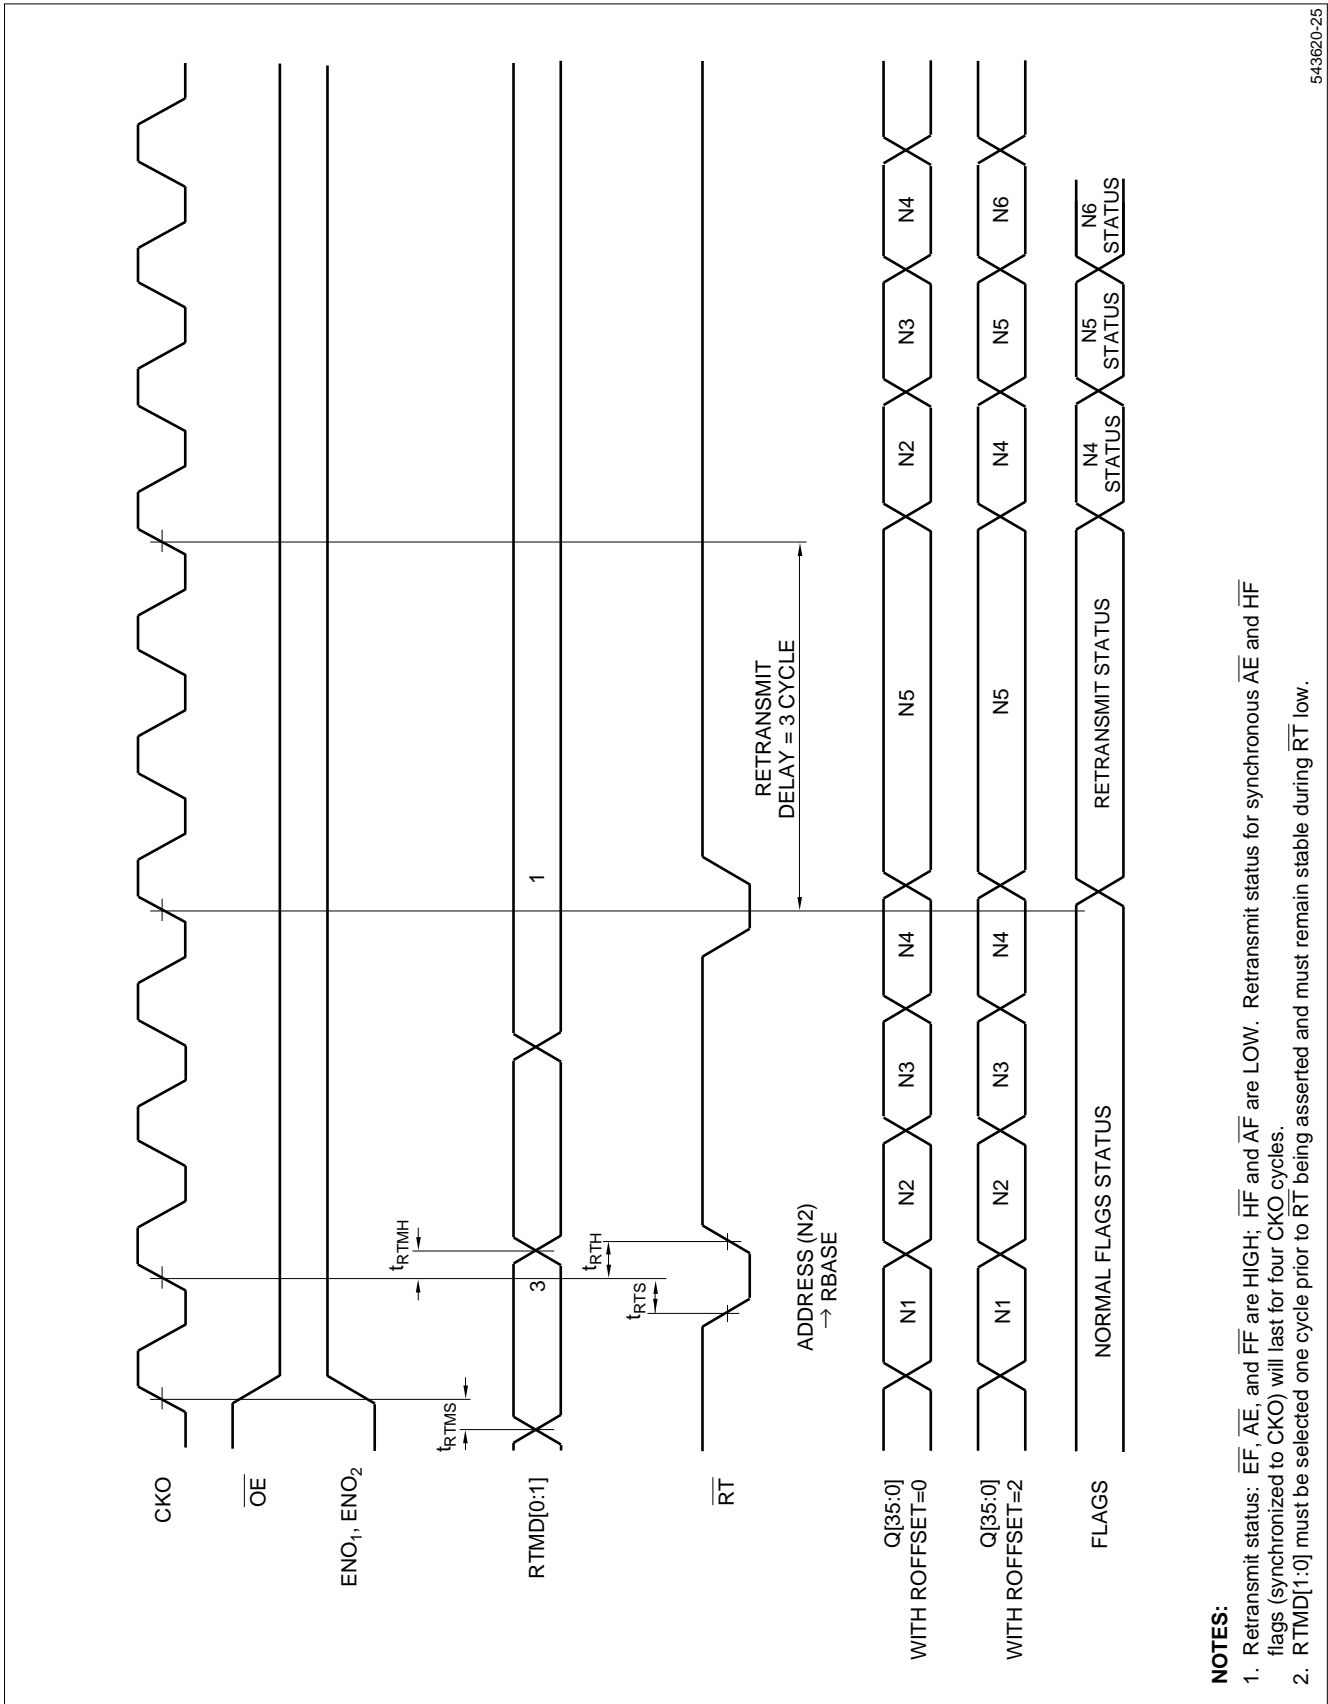 CKO
OE
ENO1, ENO2
tRTMS
tRTMH
RTMD[0:1]
3
1
tRTS
tRTH
RT
RETRANSMIT
DELAY = 3 CYCLE
ADDRESS (N2)
→ RBASE
Q[35:0]
WITH ROFFSET=0
N1 N2 N3 N4 N5 N2 N3 N4
Q[35:0]
WITH ROFFSET=2
N1 N2 N3 N4 N5 N4 N5 N6
FLAGS
NORMAL FLAGS STATUS
RETRANSMIT STATUS
N4
STATUS
N5
STATUS
N6
STATUS
NOTES:
1. Retransmit status: EF, AE, and FF are HIGH; HF and AF are LOW. Retransmit status for synchronous AE and HF
flags (synchronized to CKO) will last for four CKO cycles.
2. RTMD[1:0] must be selected one cycle prior to RT being asserted and must remain stable during RT low.
543620-25